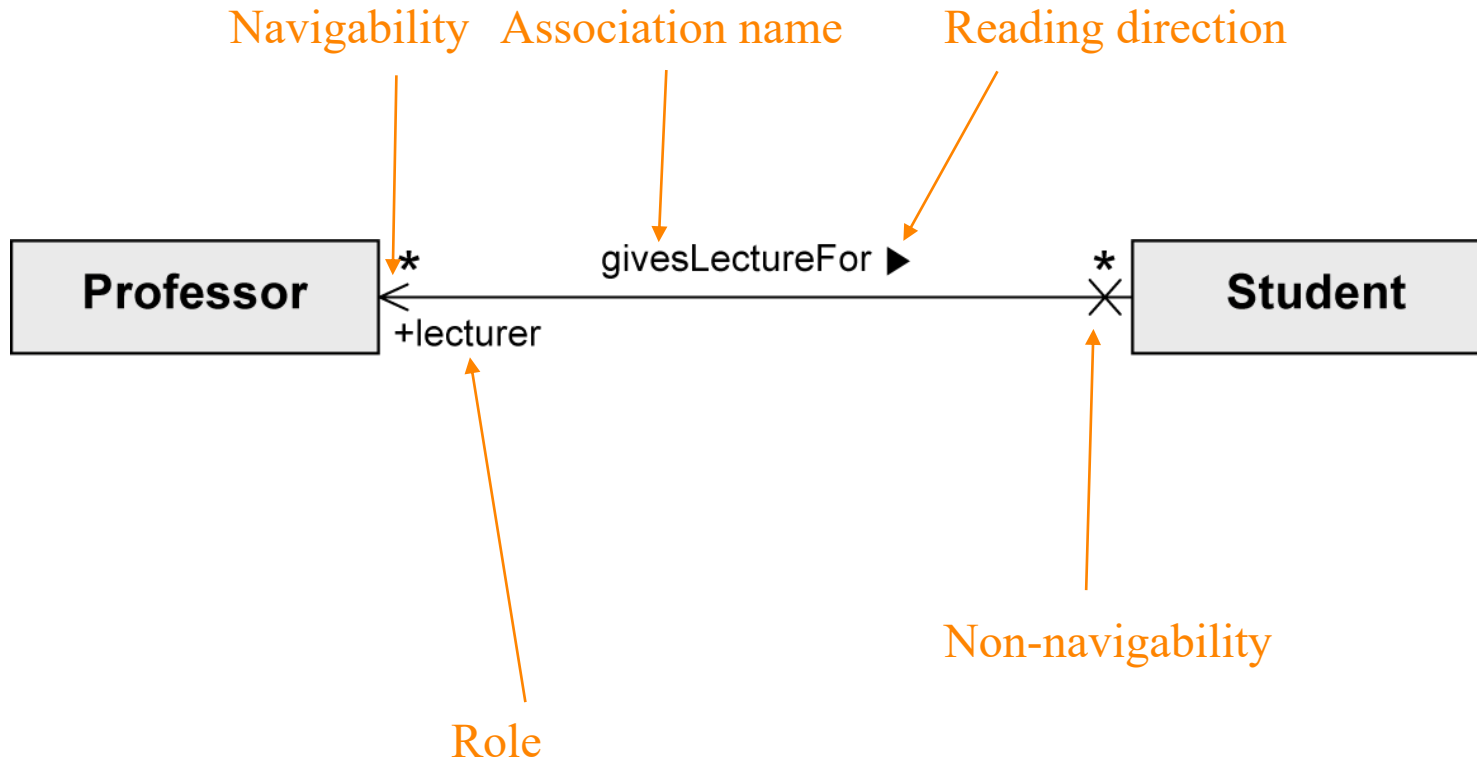 Navigability Association name Reading direction
* givesLectureFor ▶ *
Professor Student
+lecturer
Non-navigability
Role